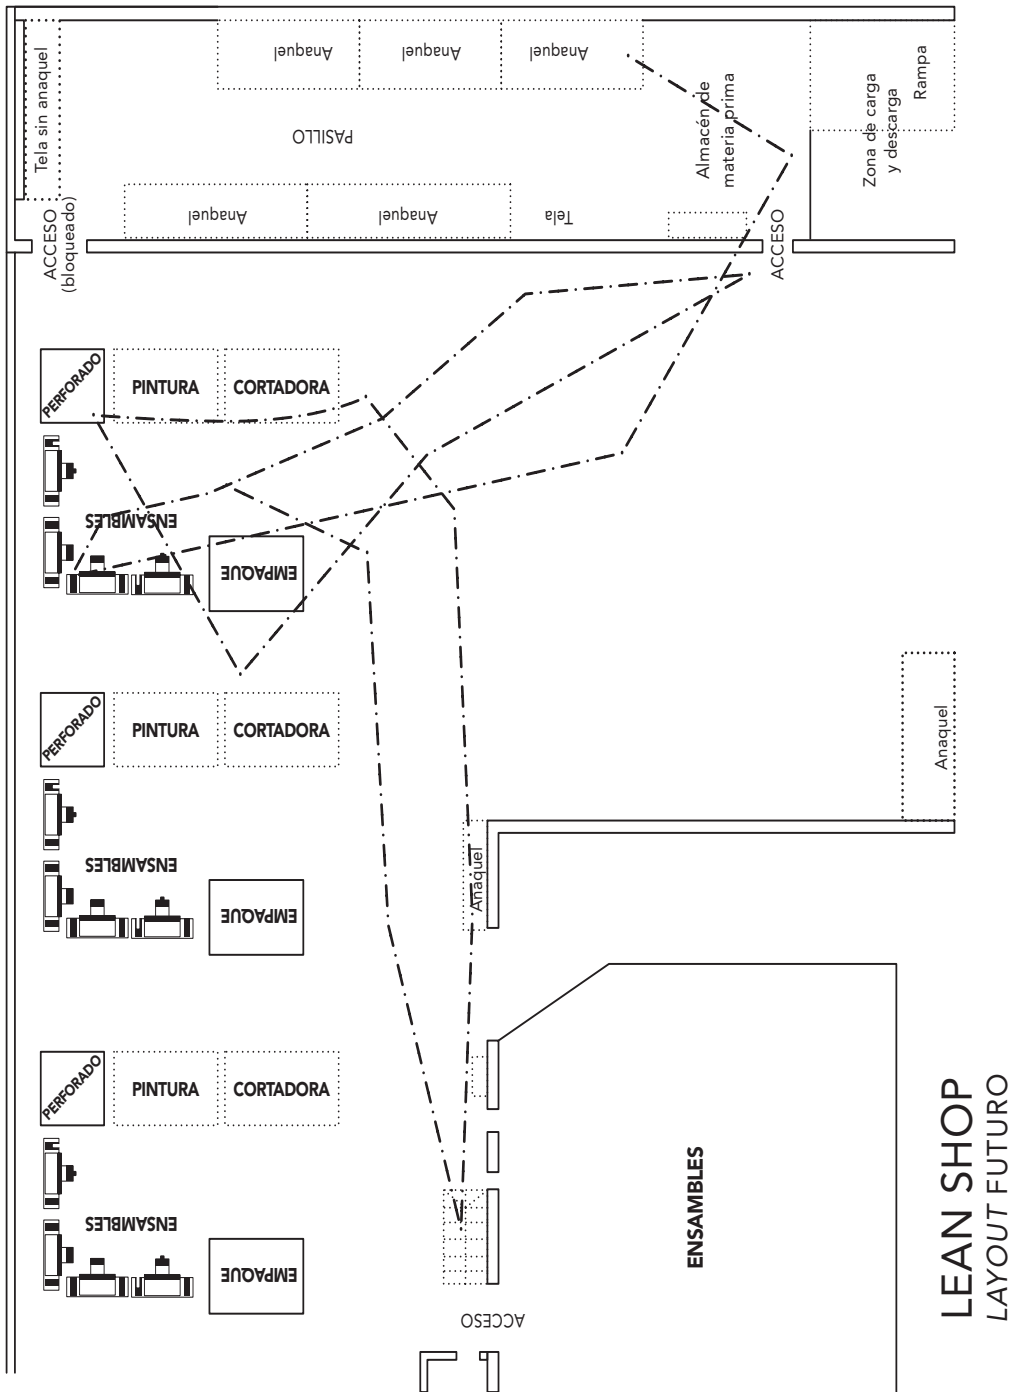 Tela sin anaquel
Anaquel
Anaquel
Anaquel
PASILLO
Almacén de
materia prima
Zona de carga
y descarga
Rampa
Anaquel
Anaquel
Tela
ACCESO
(bloqueado)
ACCESO
PERFORADO
PINTURA
CORTADORA
ENSAMBLES
EMPAQUE
PERFORADO
PINTURA
CORTADORA
ENSAMBLES
EMPAQUE
Anaquel
Anaquel
PERFORADO
PINTURA
CORTADORA
ENSAMBLES
EMPAQUE
ACCESO
ENSAMBLES
LEAN SHOP
LAYOUT FUTURO